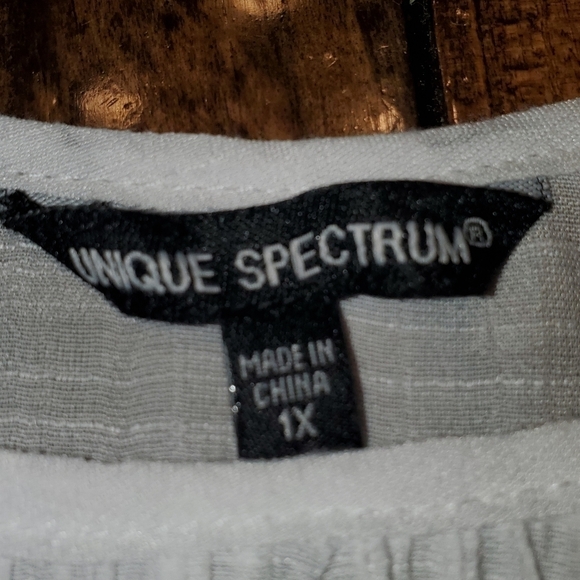 UNIQUE SPECTRUM®
MADE IN
CHINA
1X